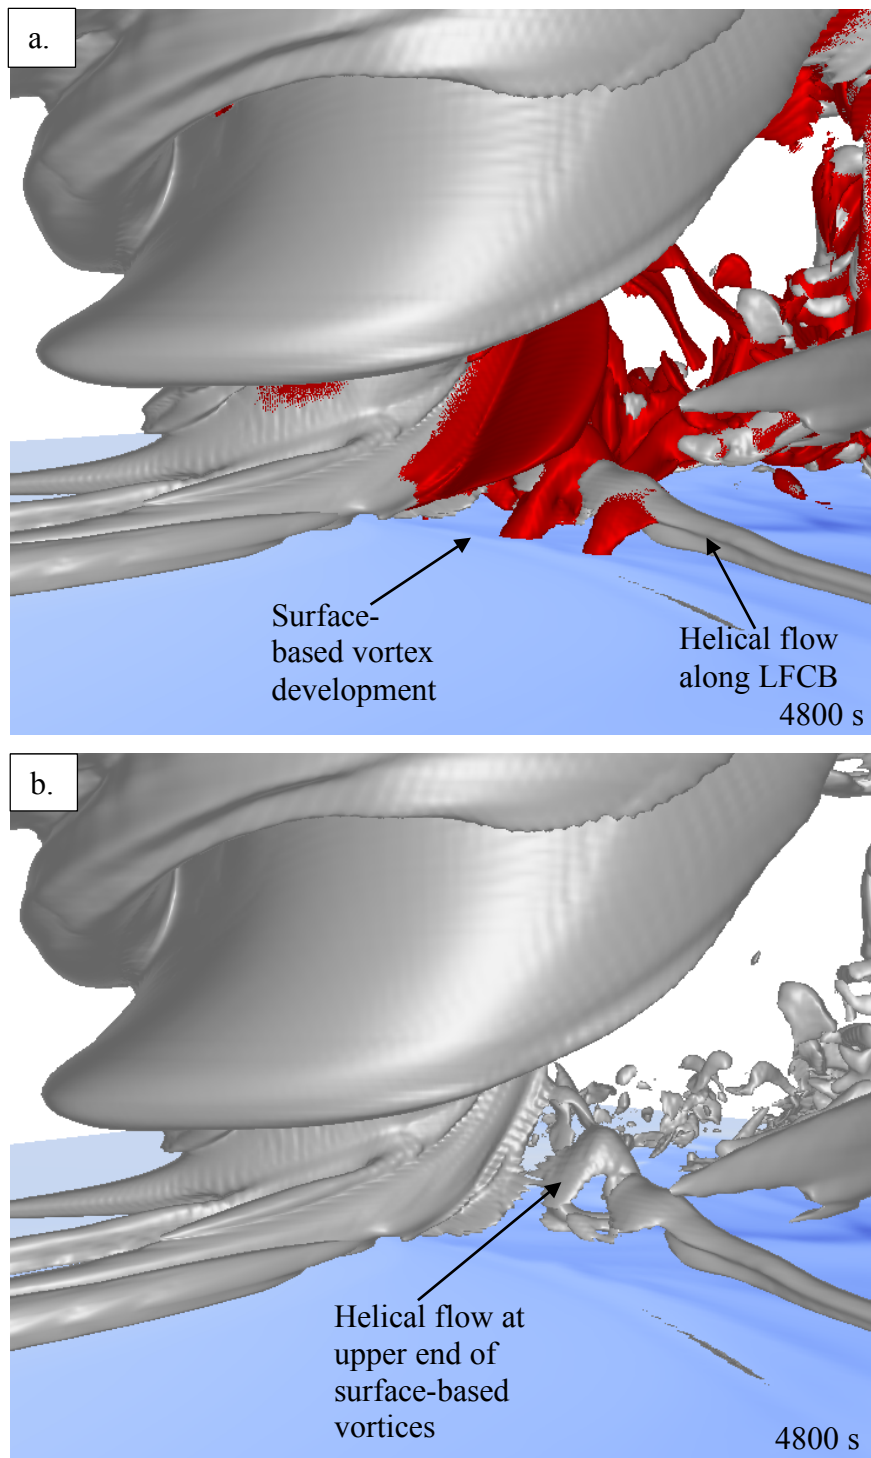 a.
Surface-
based vortex
development
Helical flow
along LFCB
4800 s
b.
Helical flow at
upper end of
surface-based
vortices
4800 s